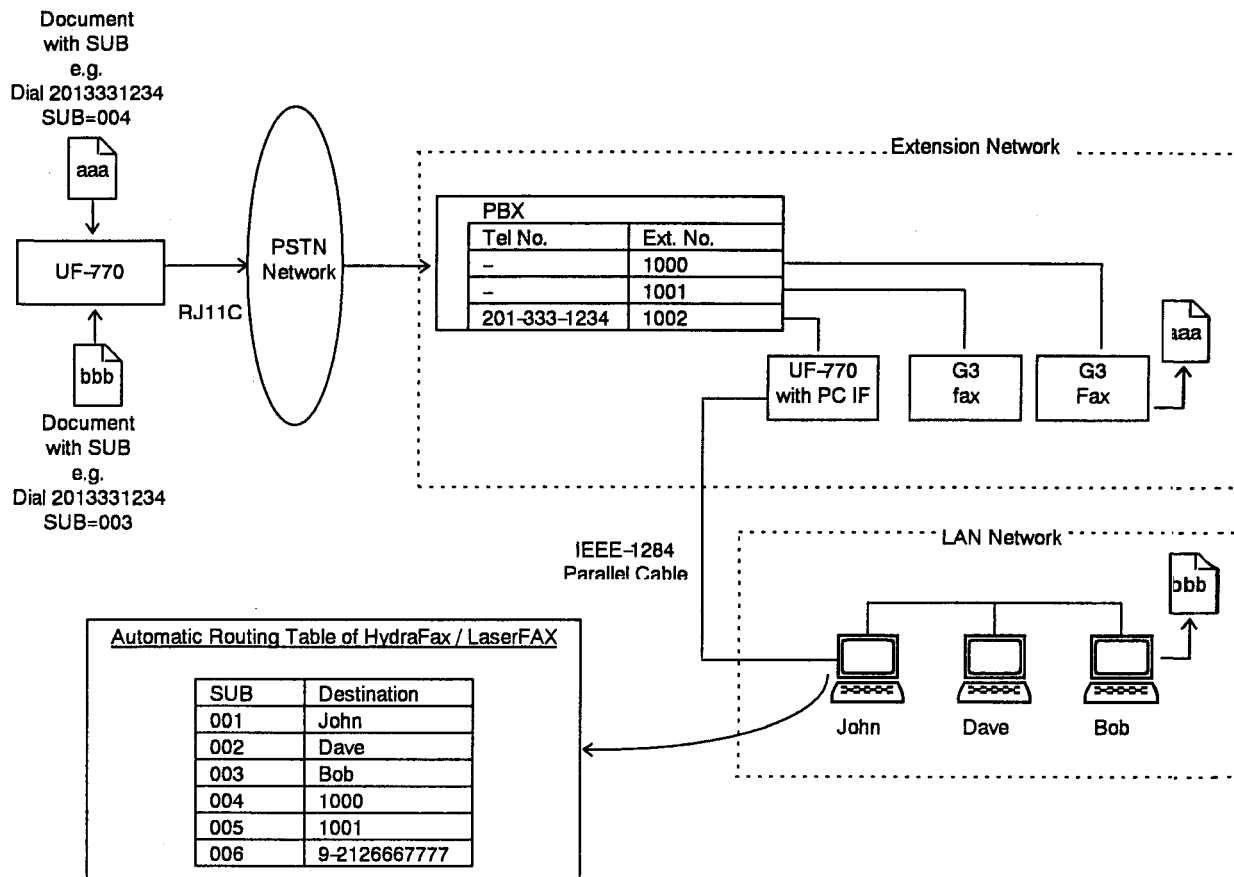 Document
with SUB
e.g.
Dial 2013331234
SUB=004
aaa
UF-770
bbb
Document
with SUB
e.g.
Dial 2013331234
SUB=003
RJ11C
PSTN
Network
Extension Network
PBX
Tel No. Ext. No.
– 1000
– 1001
201-333-1234 1002
UF-770
with PC IF
G3
fax
G3
Fax
aaa
IEEE-1284
Parallel Cable
LAN Network
bbb
John
Dave
Bob
Automatic Routing Table of HydraFax / LaserFAX
SUB Destination
001 John
002 Dave
003 Bob
004 1000
005 1001
006 9-2126667777